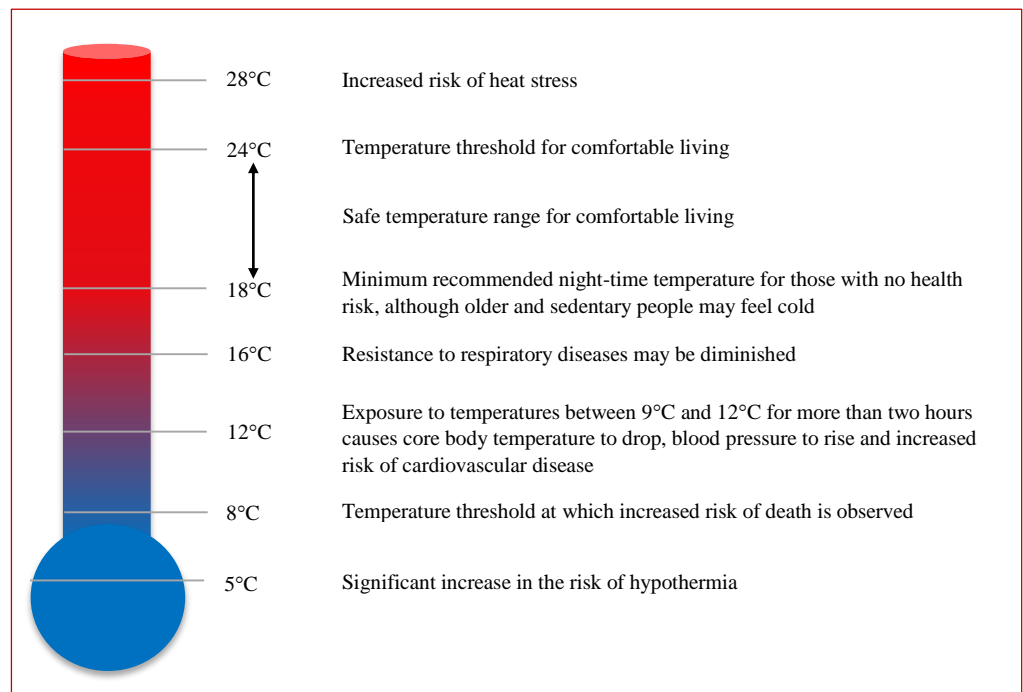 28°C Increased risk of heat stress
24°C Temperature threshold for comfortable living
Safe temperature range for comfortable living
18°C Minimum recommended night-time temperature for those with no health
risk, although older and sedentary people may feel cold
16°C Resistance to respiratory diseases may be diminished
Exposure to temperatures between 9°C and 12°C for more than two hours
12°C causes core body temperature to drop, blood pressure to rise and increased
risk of cardiovascular disease
8°C Temperature threshold at which increased risk of death is observed
5°C Significant increase in the risk of hypothermia